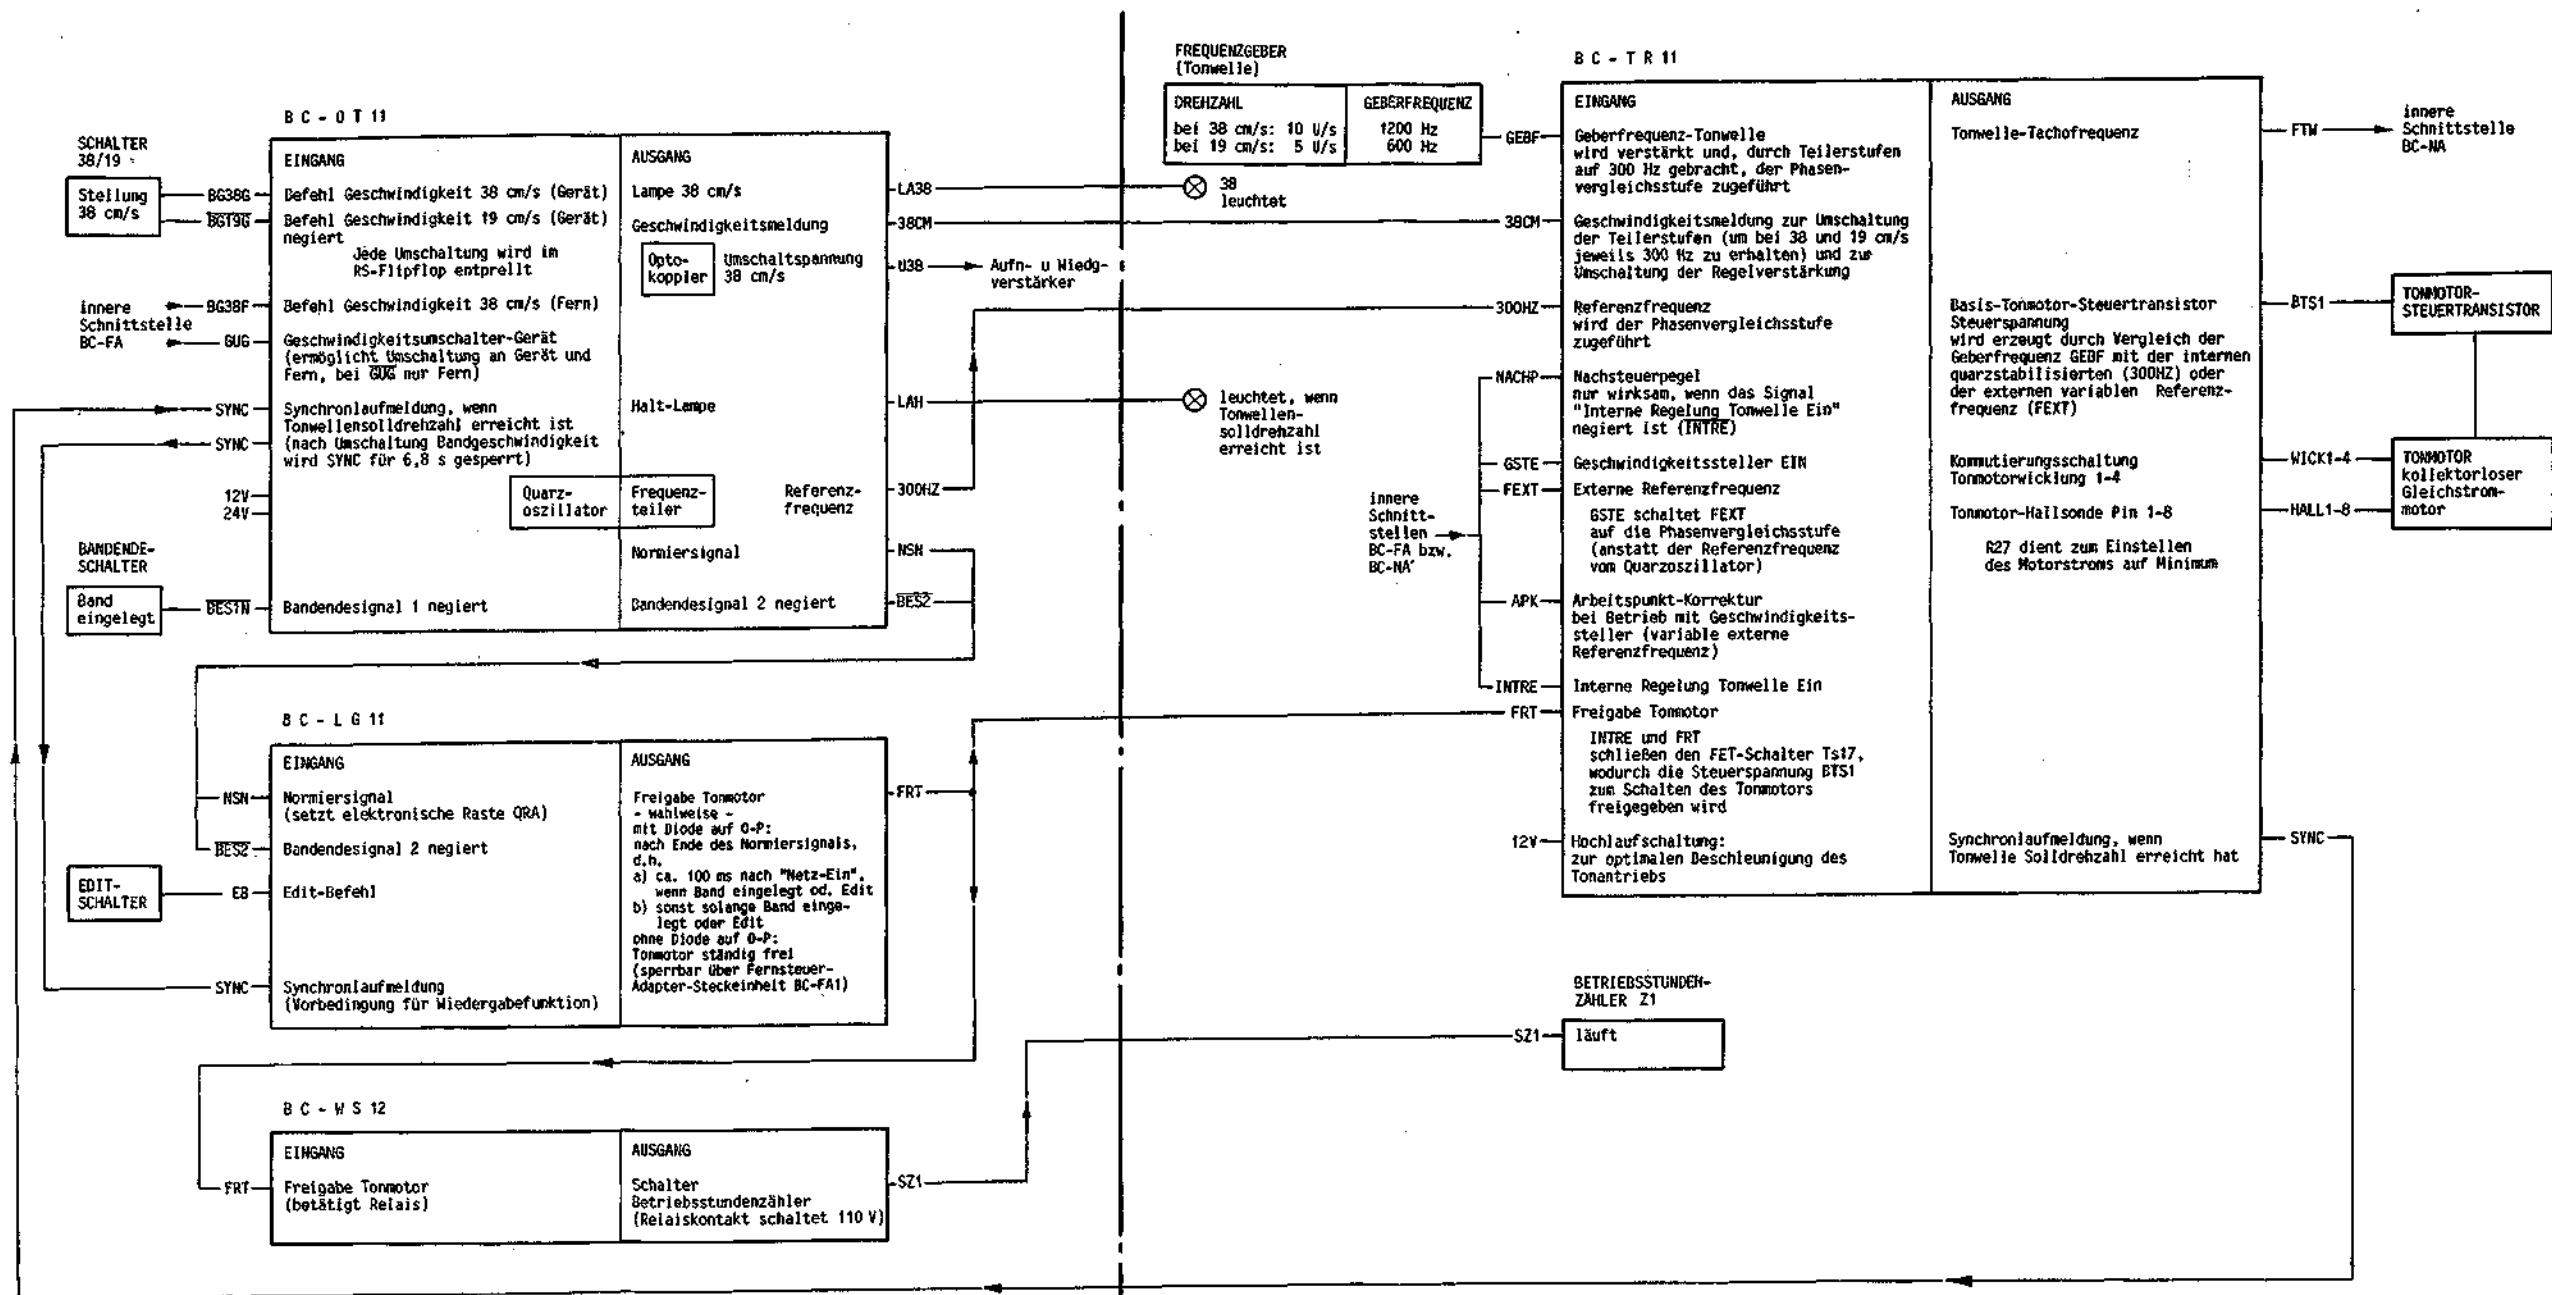 BC-OT 11
SCHALTER
38/19
Stellung
38 cm/s
BG38G
BG19G
innere
Schnittstelle
BC-FA
BG38F
GUG
SYNC
SYNC
12V
24V
BANDENDE-
SCHALTER
Band
eingelegt
BES1N
EINGANG
Befehl Geschwindigkeit 38 cm/s (Gerät)
Befehl Geschwindigkeit 19 cm/s (Gerät)
negiert
Jede Umschaltung wird im
RS-Flipflop entprellt
Befehl Geschwindigkeit 38 cm/s (Fern)
Geschwindigkeitsumschalter-Gerät
(ermöglicht Umschaltung an Gerät und
Fern, bei GUG nur Fern)
Synchronlaufmeldung, wenn
Tonwellensolldrehzahl erreicht ist
(nach Umschaltung Bandgeschwindigkeit
wird SYNC für 6,8 s gesperrt)
Quarz-
oszillator
Frequenz-
teiler
Bandendesignal 1 negiert
AUSGANG
Lampe 38 cm/s
Geschwindigkeitsmeldung
Opto-
koppler
Umschaltspannung
38 cm/s
Halt-Lampe
Referenz-
frequenz
Normiersignal
Bandendesignal 2 negiert
LA38
38CM
U38
Aufn- u Wiedg-
verstärker
LAH
300HZ
NSN
BES2
38
leuchtet
leuchtet, wenn
Tonwellen-
solldrehzahl
erreicht ist
BC-LG 11
NSN
BES2
EDIT-
SCHALTER
EB
SYNC
EINGANG
Normiersignal
(setzt elektronische Raste QRA)
Bandendesignal 2 negiert
Edit-Befehl
Synchronlaufmeldung
(Vorbedingung für Wiedergabefunktion)
AUSGANG
Freigabe Tonmotor
- wahlweise -
mit Diode auf O-P:
nach Ende des Normiersignals,
d.h.
a) ca. 100 ms nach "Netz-Ein",
wenn Band eingelegt od. Edit
b) sonst solange Band einge-
legt oder Edit
ohne Diode auf O-P:
Tonmotor ständig frei
(sperrbar über Fernsteuer-
Adapter-Steckeinheit BC-FA1)
FRT
BC-WS 12
FRT
EINGANG
Freigabe Tonmotor
(betätigt Relais)
AUSGANG
Schalter
Betriebsstundenzähler
(Relaiskontakt schaltet 110 V)
SZ1
FREQUENZGEBER
(Tonwelle)
DREHZAHL
bei 38 cm/s: 10 U/s
bei 19 cm/s: 5 U/s
GEBERFREQUENZ
1200 Hz
600 Hz
BC-TR 11
GEBF
38CM
300HZ
NACHP
GSTE
FEXT
innere
Schnitt-
stellen
BC-FA bzw.
BC-NA
APK
INTRE
FRT
12V
EINGANG
Geberfrequenz-Tonwelle
wird verstärkt und, durch Teilerstufen
auf 300 Hz gebracht, der Phasen-
vergleichsstufe zugeführt
Geschwindigkeitsmeldung zur Umschaltung
der Teilerstufen (um bei 38 und 19 cm/s
jeweils 300 Hz zu erhalten) und zur
Umschaltung der Regelverstärkung
Referenzfrequenz
wird der Phasenvergleichsstufe
zugeführt
Nachsteuerpegel
nur wirksam, wenn das Signal
"Interne Regelung Tonwelle Ein"
negiert ist (INTRE)
Geschwindigkeitssteller EIN
Externe Referenzfrequenz
GSTE schaltet FEXT
auf die Phasenvergleichsstufe
(anstatt der Referenzfrequenz
vom Quarzoszillator)
Arbeitspunkt-Korrektur
bei Betrieb mit Geschwindigkeits-
steller (variable externe
Referenzfrequenz)
Interne Regelung Tonwelle Ein
Freigabe Tonmotor
INTRE und FRT
schließen den FET-Schalter Ts17,
wodurch die Steuerspannung BTS1
zum Schalten des Tonmotors
freigegeben wird
Hochlaufschaltung:
zur optimalen Beschleunigung des
Tonantriebs
AUSGANG
Tonwelle-Tachofrequenz
Basis-Tonmotor-Steuertransistor
Steuerspannung
wird erzeugt durch Vergleich der
Geberfrequenz GEBF mit der internen
quarzstabilisierten (300HZ) oder
der externen variablen Referenz-
frequenz (FEXT)
Kommutierungsschaltung
Tonmotorwicklung 1-4
Tonmotor-Hallsonde Pin 1-8
R27 dient zum Einstellen
des Motorstroms auf Minimum
Synchronlaufmeldung, wenn
Tonwelle Solldrehzahl erreicht hat
FTW
innere
Schnittstelle
BC-NA
BTS1
TONMOTOR-
STEUERTRANSISTOR
WICK1-4
HALL1-8
TONMOTOR
kollektorloser
Gleichstrom-
motor
SYNC
BETRIEBSSTUNDEN-
ZÄHLER Z1
SZ1
läuft